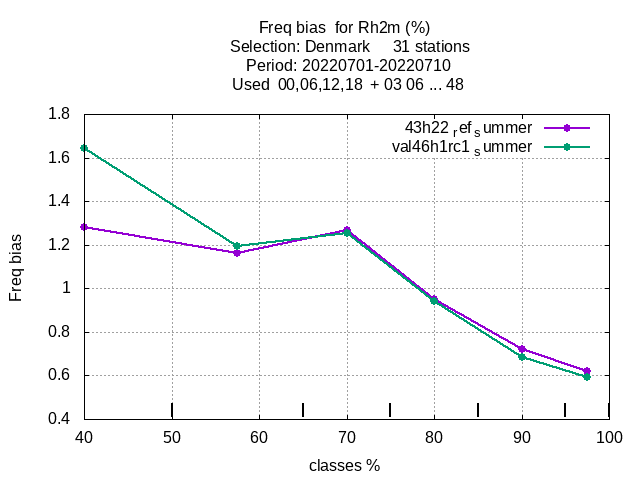 Freq bias  for Rh2m (%)
Selection: Denmark     31 stations
Period: 20220701-20220710
Used  00,06,12,18  + 03 06 ... 48
43h22 ref summer
val46h1rc1 summer
1.8
1.6
1.4
1.2
1
0.8
0.6
0.4
Freq bias
40 50 60 70 80 90 100
classes %